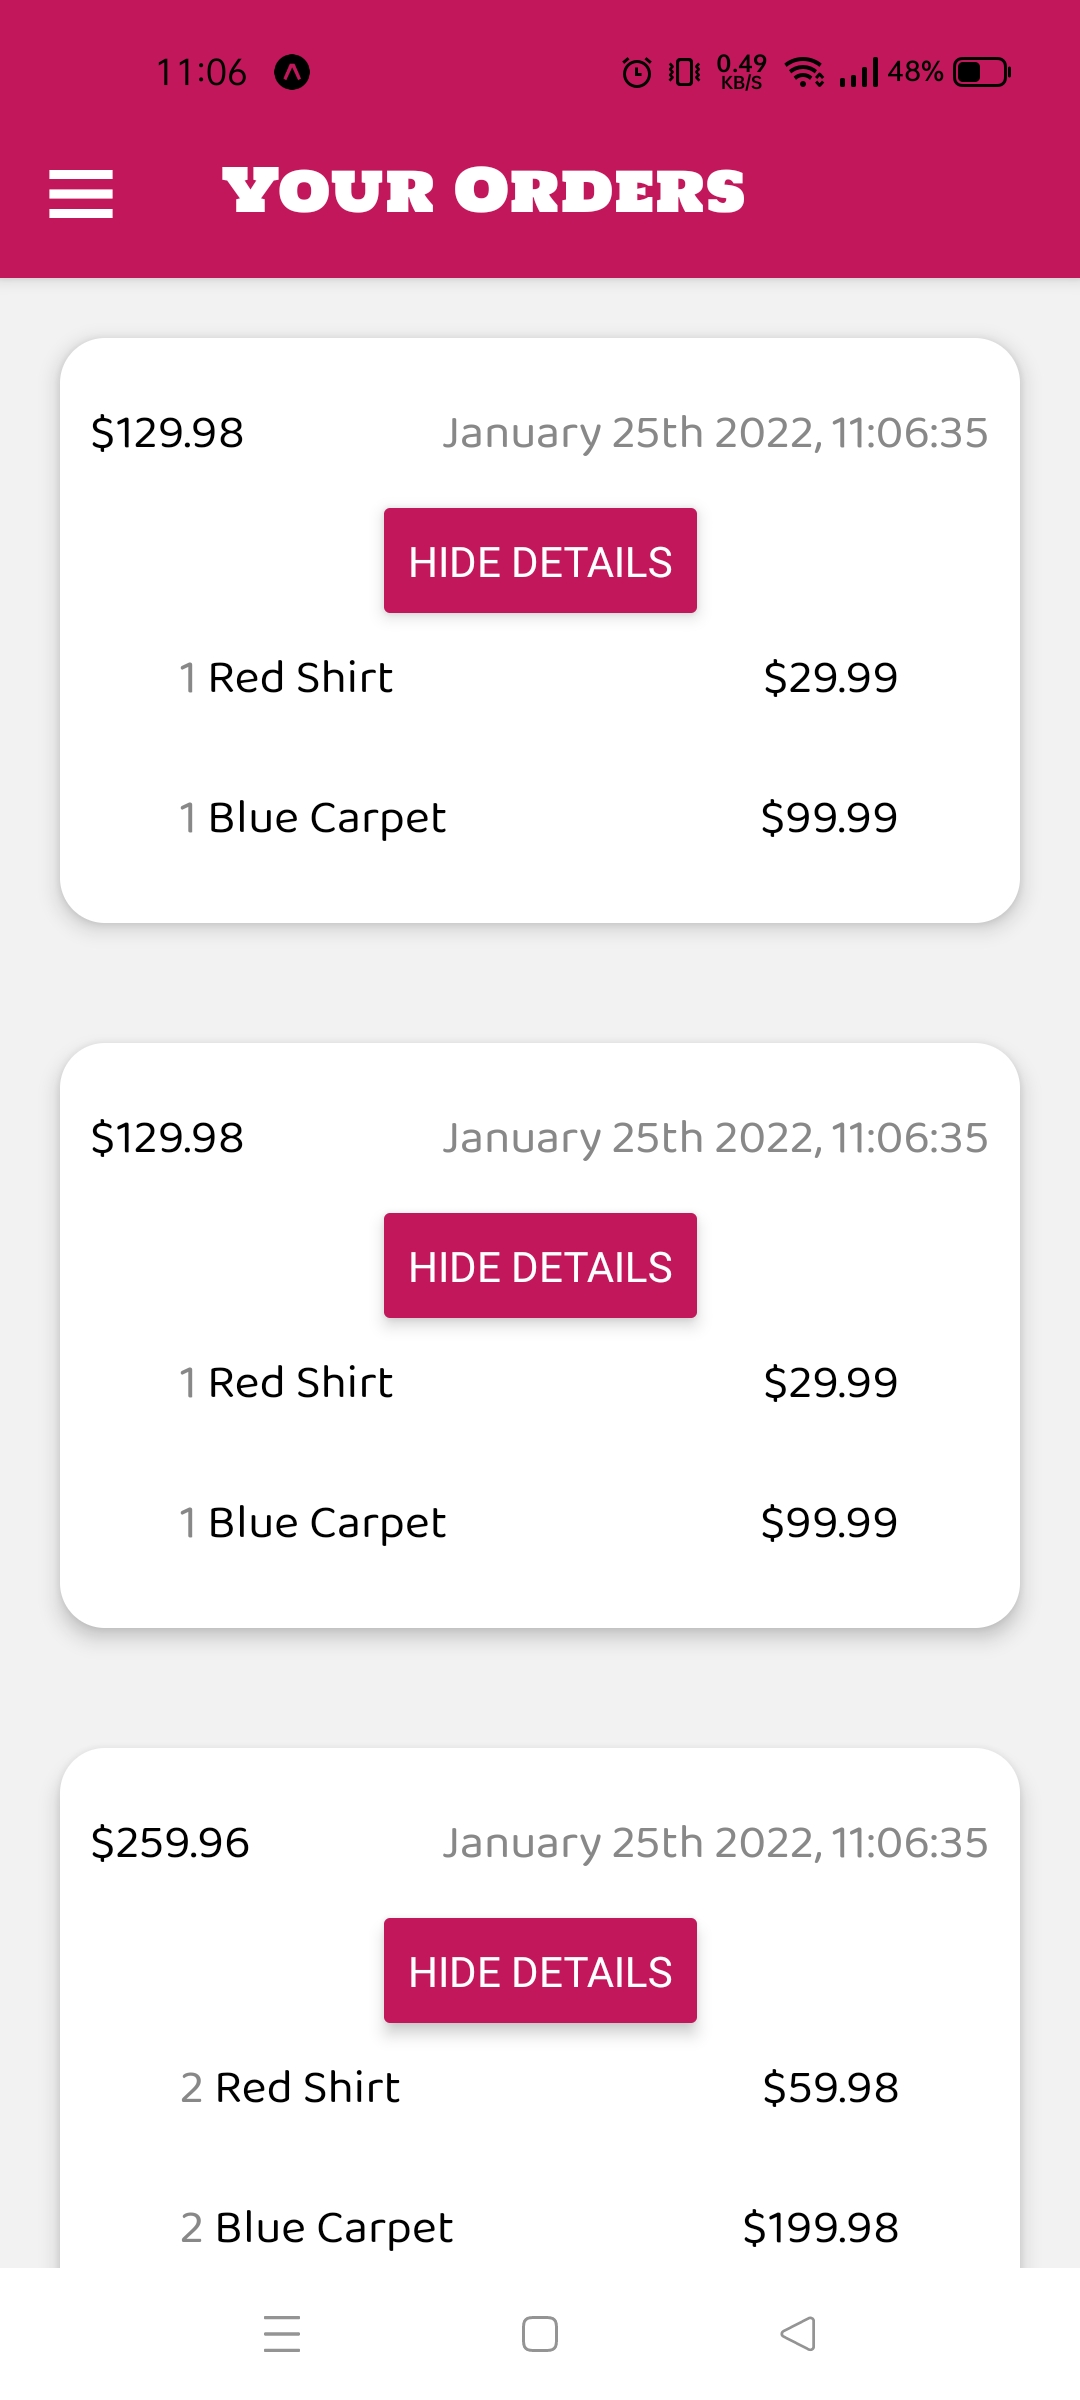 11:06 0.49 KB/S 48%
Your Orders
$129.98 January 25th 2022, 11:06:35
HIDE DETAILS
1 Red Shirt $29.99
1 Blue Carpet $99.99
$129.98 January 25th 2022, 11:06:35
HIDE DETAILS
1 Red Shirt $29.99
1 Blue Carpet $99.99
$259.96 January 25th 2022, 11:06:35
HIDE DETAILS
2 Red Shirt $59.98
2 Blue Carpet $199.98